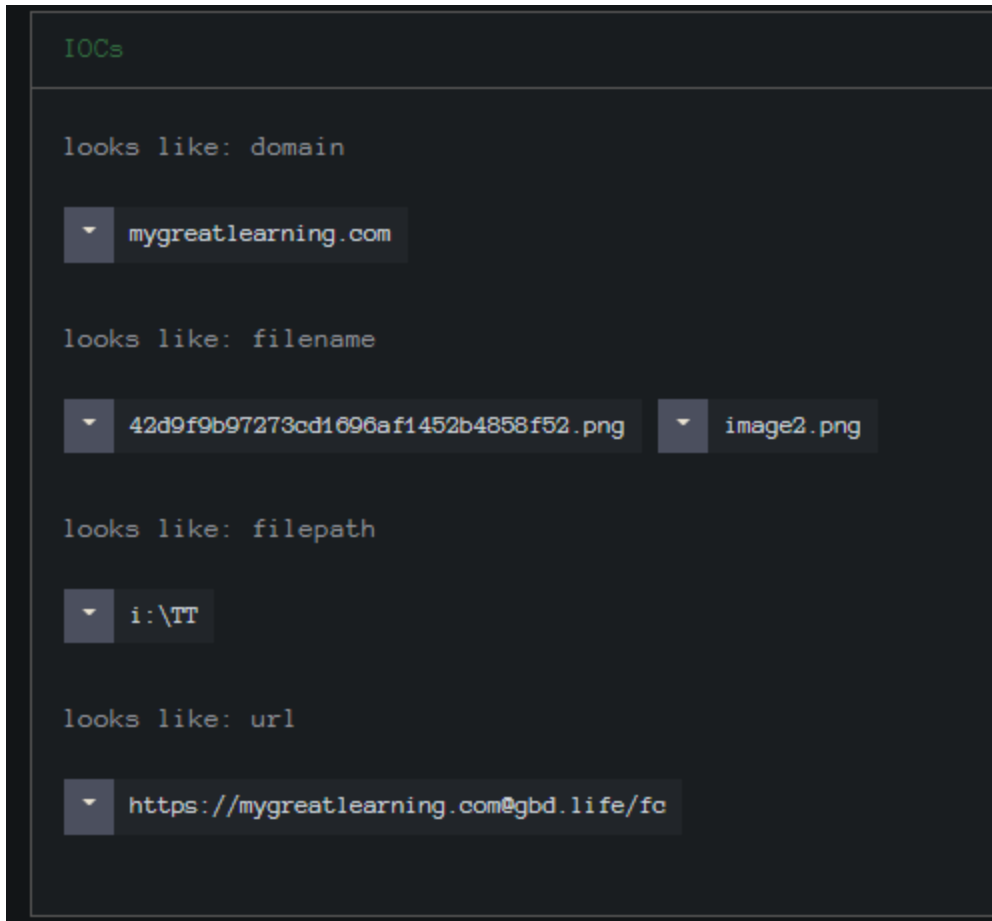 IOCs
looks like: domain
mygreatlearning.com
looks like: filename
42d9f9b97273cd1696af1452b4858f52.png image2.png
looks like: filepath
i:\TT
looks like: url
https://mygreatlearning.com@gbd.life/fc